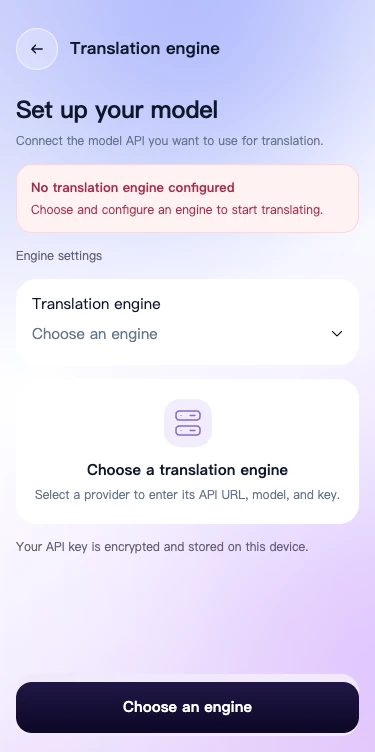 Translation engine
Set up your model
Connect the model API you want to use for translation.
No translation engine configured
Choose and configure an engine to start translating.
Engine settings
Translation engine
Choose an engine
Choose a translation engine
Select a provider to enter its API URL, model, and key.
Your API key is encrypted and stored on this device.
Choose an engine